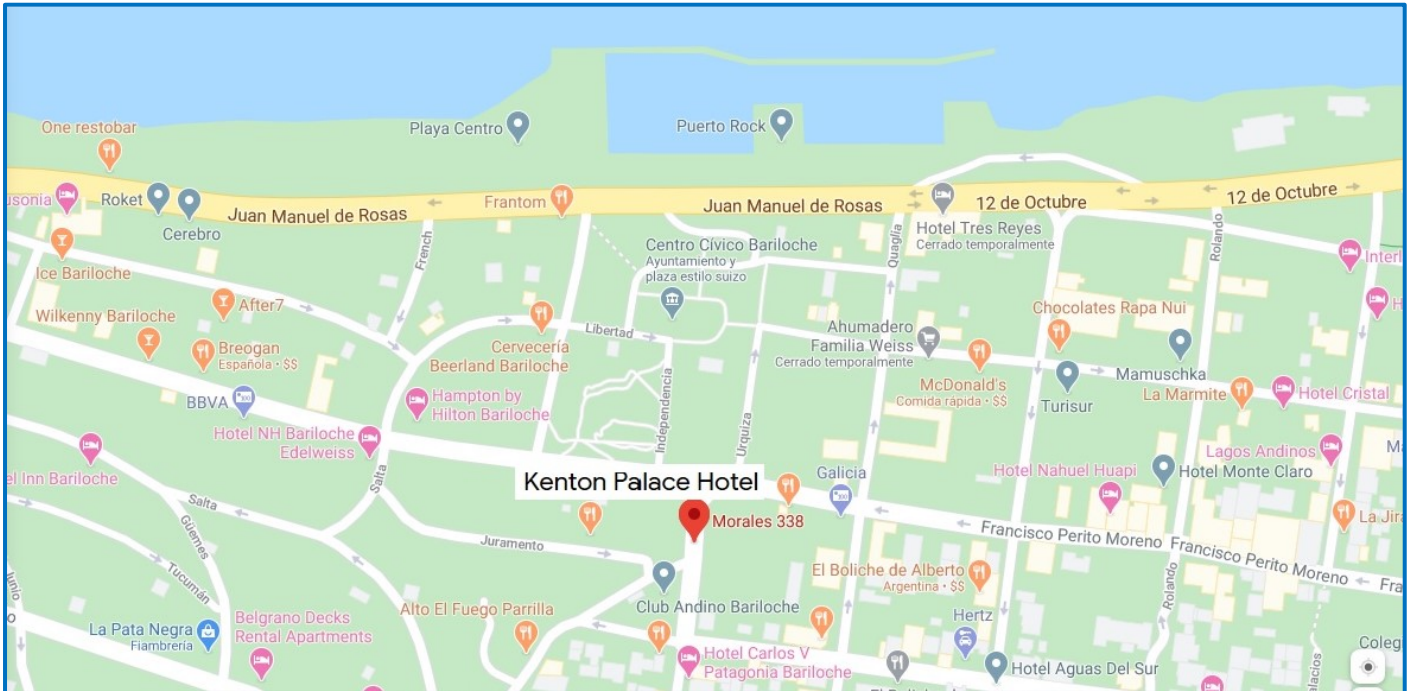 One restobar
Playa Centro
Puerto Rock
usonia
Roket
Cerebro
Juan Manuel de Rosas
Frantom
Juan Manuel de Rosas
12 de Octubre
12 de Octubre
Hotel Tres Reyes
Cerrado temporalmente
French
Centro Cívico Bariloche
Ayuntamiento y
plaza estilo suizo
Quaglia
Rolando
Interl
Ice Bariloche
After7
Wilkenny Bariloche
Breogan
Española • $$
Libertad
Cervecería
Beerland Bariloche
Ahumadero
Familia Weiss
Cerrado temporalmente
Chocolates Rapa Nui
H
McDonald's
Comida rápida • $$
Turisur
Mamuschka
La Marmite
Hotel Cristal
BBVA
Hampton by
Hilton Bariloche
Independencia
Urquiza
Hotel NH Bariloche
Edelweiss
el Inn Bariloche
Salta
Salta
Kenton Palace Hotel
Morales 338
Galicia
Hotel Nahuel Huapi
Hotel Monte Claro
Lagos Andinos
Ma
La Jira
Francisco Perito Moreno
Francisco Perito Moreno
Fra
Güemes
Tucumán
Juramento
Junio
o
El Boliche de Alberto
Argentina • $$
Rolando
La Pata Negra
Fiambrería
Belgrano Decks
Rental Apartments
Alto El Fuego Parrilla
Club Andino Bariloche
Hertz
Hotel Carlos V
Patagonia Bariloche
Hotel Aguas Del Sur
alacios
Coleg